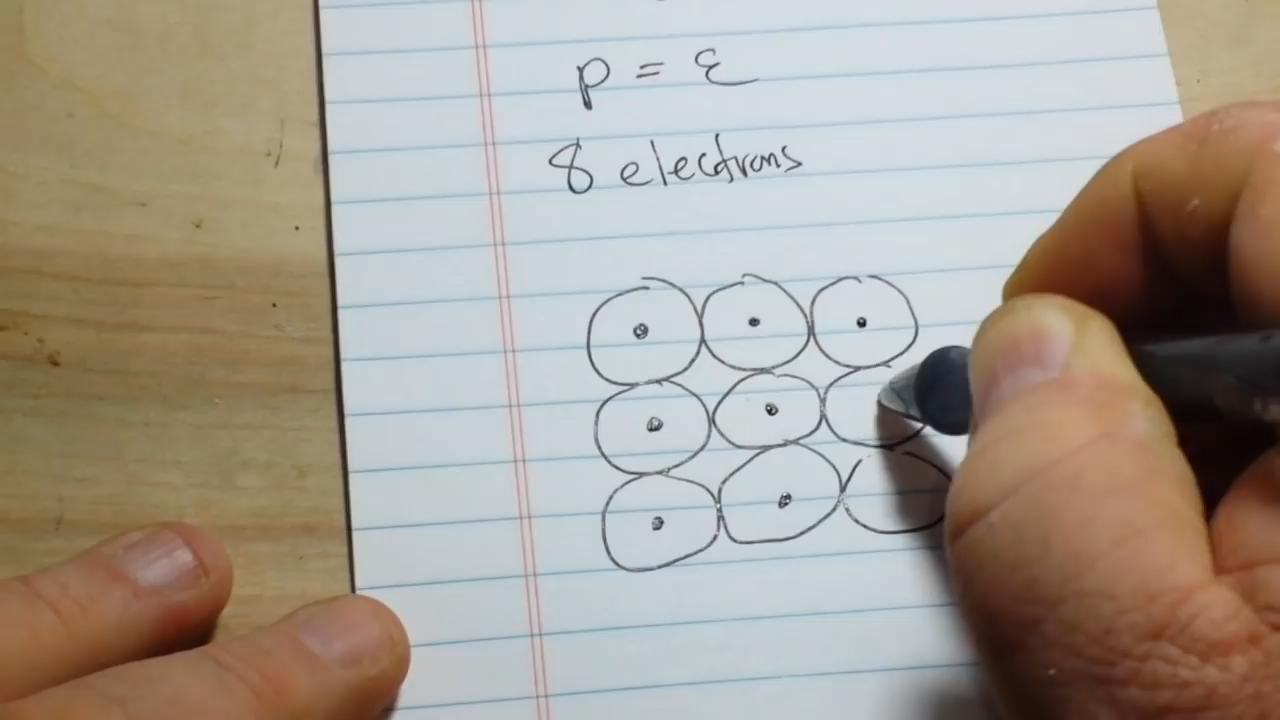 p = ε
8 electrons